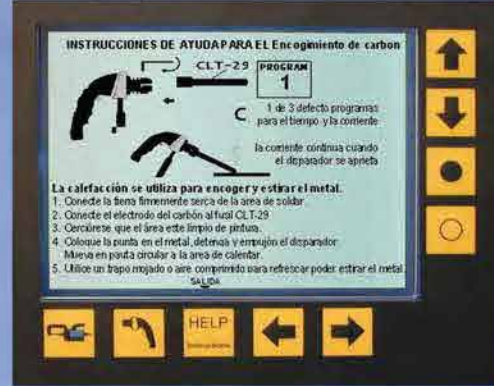 INSTRUCCIONES DE AYUDA PARA EL Encogimiento de carbon
CLT-29
PROGRAM
1
C
1 de 3 defecto programas
para el tiempo y la corriente
la corriente continua cuando
el disparador se aprieta
La calefacción se utiliza para encoger y estirar el metal.
1. Conecte la tierra firmemente serca de la area de soldar
2. Conecte el electrodo del carbón al fusil CLT-29
3. Cerciórese que el área este limpio de pintura.
4. Coloque la punta en el metal, detenga y empujón el disparador
Mueva en pauta circular a la area de calentar.
5. Utilice un trapo mojado o aire comprimido para refrescar poder estirar el metal
SALIDA
HELP